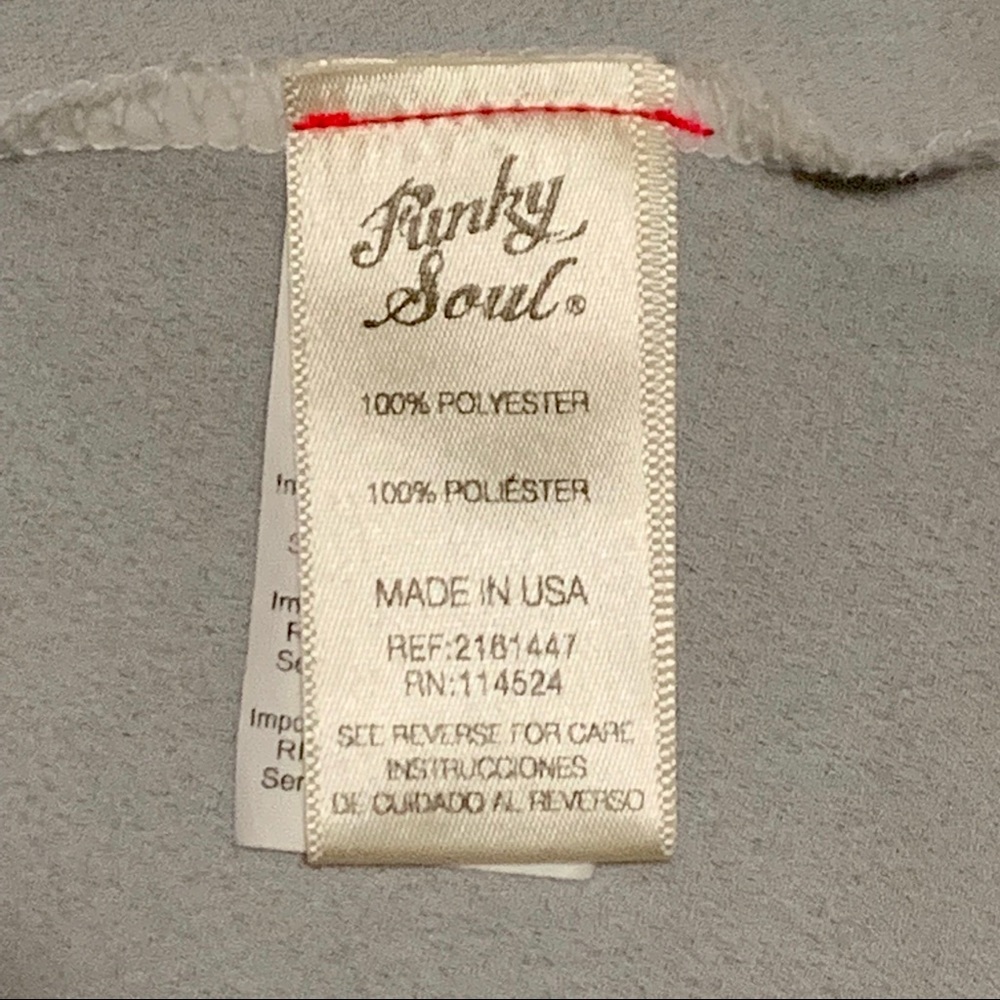 Funky
Soul®
100% POLYESTER
100% POLIÉSTER
MADE IN USA
REF:2181447
RN:114524
SEE REVERSE FOR CARE
INSTRUCCIONES
DE CUIDADO AL REVERSO